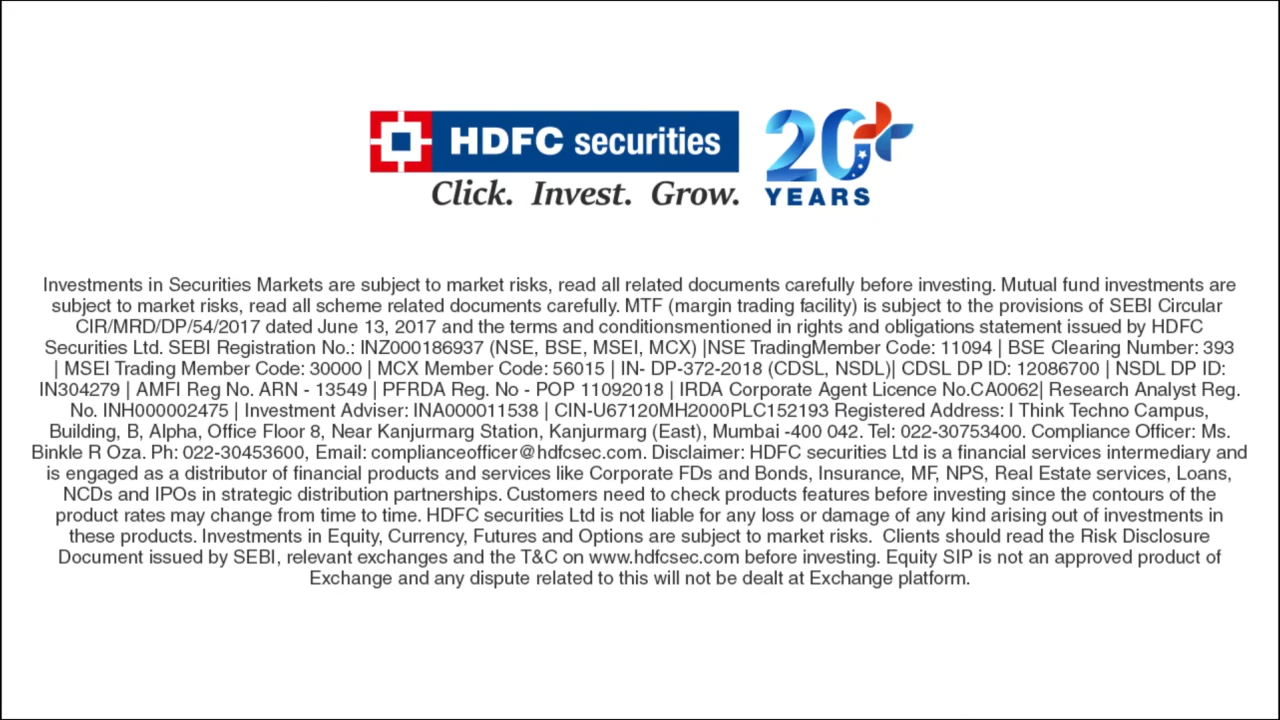 HDFC securities
Click. Invest. Grow.
20+
YEARS
Investments in Securities Markets are subject to market risks, read all related documents carefully before investing. Mutual fund investments are
subject to market risks, read all scheme related documents carefully. MTF (margin trading facility) is subject to the provisions of SEBI Circular
CIR/MRD/DP/54/2017 dated June 13, 2017 and the terms and conditionsmentioned in rights and obligations statement issued by HDFC
Securities Ltd. SEBI Registration No.: INZ000186937 (NSE, BSE, MSEI, MCX) |NSE TradingMember Code: 11094 | BSE Clearing Number: 393
| MSEI Trading Member Code: 30000 | MCX Member Code: 56015 | IN- DP-372-2018 (CDSL, NSDL)| CDSL DP ID: 12086700 | NSDL DP ID:
IN304279 | AMFI Reg No. ARN - 13549 | PFRDA Reg. No - POP 11092018 | IRDA Corporate Agent Licence No.CA0062| Research Analyst Reg.
No. INH000002475 | Investment Adviser: INA000011538 | CIN-U67120MH2000PLC152193 Registered Address: I Think Techno Campus,
Building, B, Alpha, Office Floor 8, Near Kanjurmarg Station, Kanjurmarg (East), Mumbai -400 042. Tel: 022-30753400. Compliance Officer: Ms.
Binkle R Oza. Ph: 022-30453600, Email: complianceofficer@hdfcsec.com. Disclaimer: HDFC securities Ltd is a financial services intermediary and
is engaged as a distributor of financial products and services like Corporate FDs and Bonds, Insurance, MF, NPS, Real Estate services, Loans,
NCDs and IPOs in strategic distribution partnerships. Customers need to check products features before investing since the contours of the
product rates may change from time to time. HDFC securities Ltd is not liable for any loss or damage of any kind arising out of investments in
these products. Investments in Equity, Currency, Futures and Options are subject to market risks.  Clients should read the Risk Disclosure
Document issued by SEBI, relevant exchanges and the T&C on www.hdfcsec.com before investing. Equity SIP is not an approved product of
Exchange and any dispute related to this will not be dealt at Exchange platform.